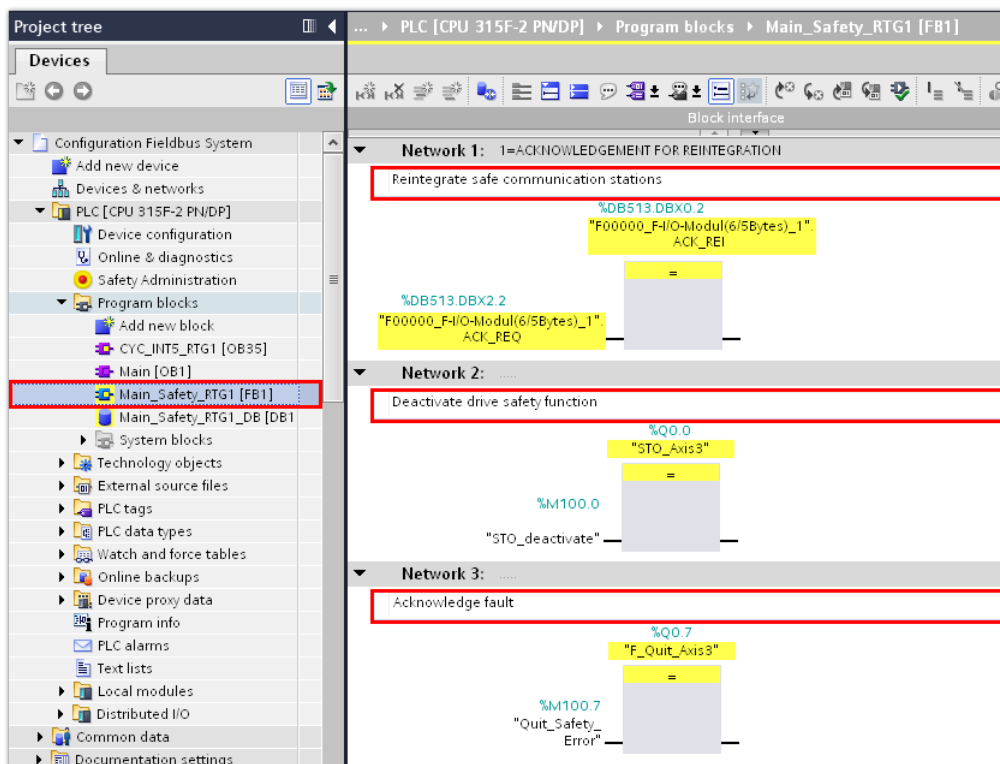 Project tree
Devices
Configuration Fieldbus System
Add new device
Devices & networks
PLC [CPU 315F-2 PN/DP]
Device configuration
Online & diagnostics
Safety Administration
Program blocks
Add new block
CYC_INT5_RTG1 [OB35]
Main [OB1]
Main_Safety_RTG1 [FB1]
Main_Safety_RTG1_DB [DB1
System blocks
Technology objects
External source files
PLC tags
PLC data types
Watch and force tables
Online backups
Device proxy data
Program info
PLC alarms
Text lists
Local modules
Distributed I/O
Common data
Documentation settings
... PLC [CPU 315F-2 PN/DP] Program blocks Main_Safety_RTG1 [FB1]
Block interface
Network 1: 1=ACKNOWLEDGEMENT FOR REINTEGRATION
Reintegrate safe communication stations
%DB513.DBX0.2
"F00000_F-I/O-Modul(6/5Bytes)_1".
ACK_REI
=
%DB513.DBX2.2
"F00000_F-I/O-Modul(6/5Bytes)_1".
ACK_REQ
Network 2: .....
Deactivate drive safety function
%Q0.0
"STO_Axis3"
=
%M100.0
"STO_deactivate"
Network 3: .....
Acknowledge fault
%Q0.7
"F_Quit_Axis3"
=
%M100.7
"Quit_Safety_
Error"